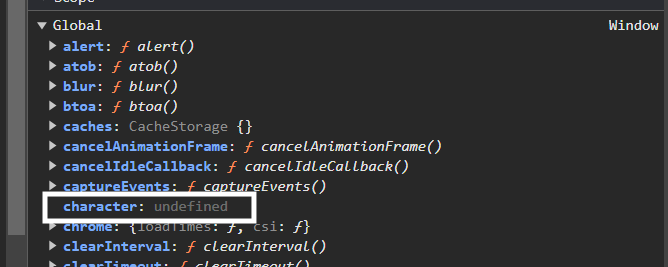 Scope
Global Window
alert: ƒ alert()
atob: ƒ atob()
blur: ƒ blur()
btoa: ƒ btoa()
caches: CacheStorage {}
cancelAnimationFrame: ƒ cancelAnimationFrame()
cancelIdleCallback: ƒ cancelIdleCallback()
captureEvents: ƒ captureEvents()
character: undefined
chrome: {loadTimes: ƒ, csi: ƒ}
clearInterval: ƒ clearInterval()
clearTimeout: ƒ clearTimeout()